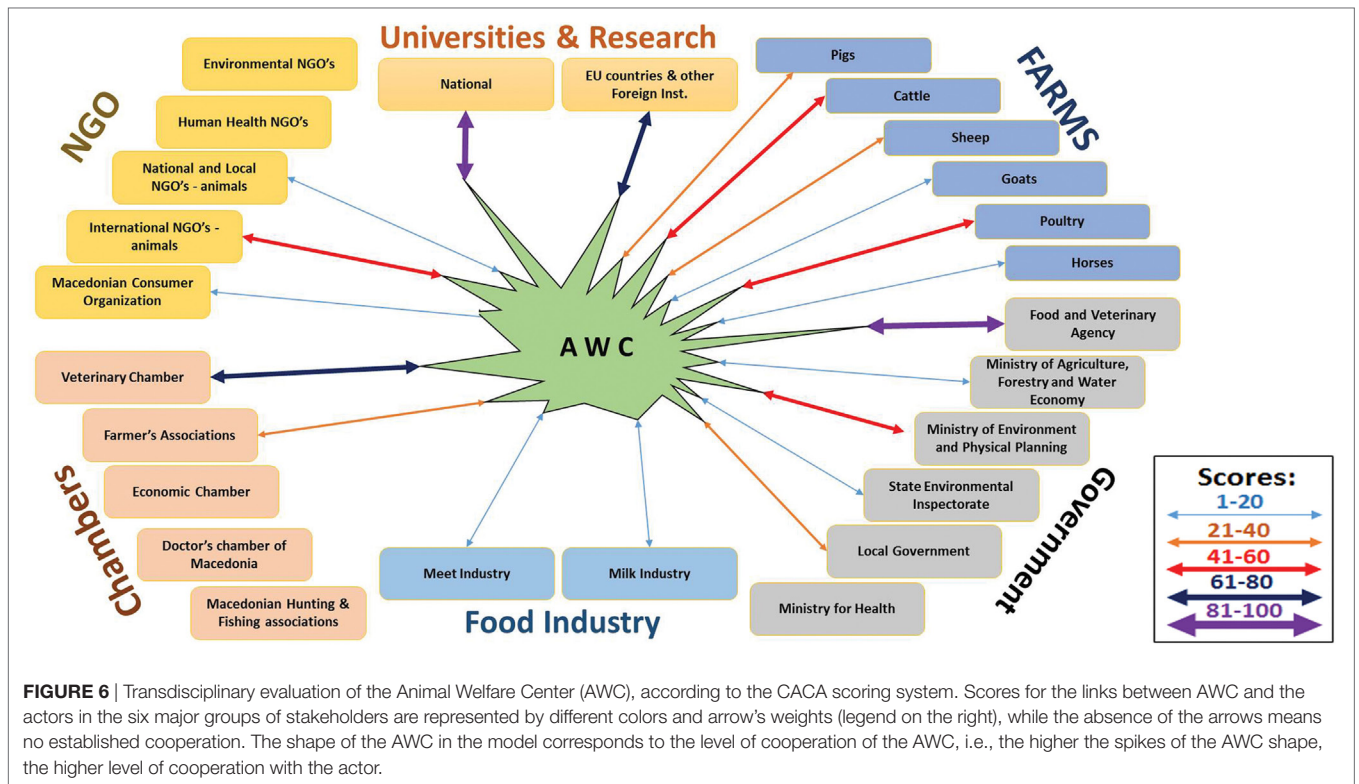 Universities & Research
National
EU countries & other
Foreign Inst.
NGO
Environmental NGO's
Human Health NGO's
National and Local
NGO's - animals
International NGO's -
animals
Macedonian Consumer
Organization
FARMS
Pigs
Cattle
Sheep
Goats
Poultry
Horses
AWC
Food and Veterinary
Agency
Ministry of Agriculture,
Forestry and Water
Economy
Ministry of Environment
and Physical Planning
State Environmental
Inspectorate
Local Government
Ministry for Health
Government
Veterinary Chamber
Farmer's Associations
Economic Chamber
Doctor's chamber of
Macedonia
Macedonian Hunting &
Fishing associations
Chambers
Meet Industry
Milk Industry
Food Industry
Scores:
1-20
21-40
41-60
61-80
81-100
FIGURE 6 | Transdisciplinary evaluation of the Animal Welfare Center (AWC), according to the CACA scoring system. Scores for the links between AWC and the
actors in the six major groups of stakeholders are represented by different colors and arrow's weights (legend on the right), while the absence of the arrows means
no established cooperation. The shape of the AWC in the model corresponds to the level of cooperation of the AWC, i.e., the higher the spikes of the AWC shape,
the higher level of cooperation with the actor.